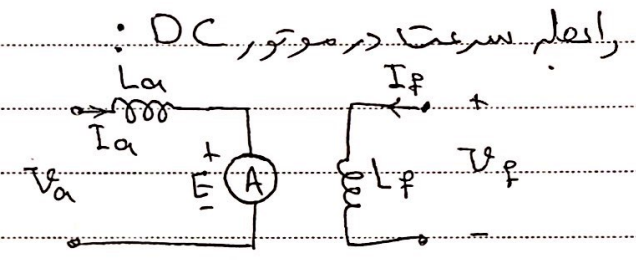 رابطه سرعت در موتور DC :
La
Ia
Va
+
E
-
A
If
+
Lf
Vf
-